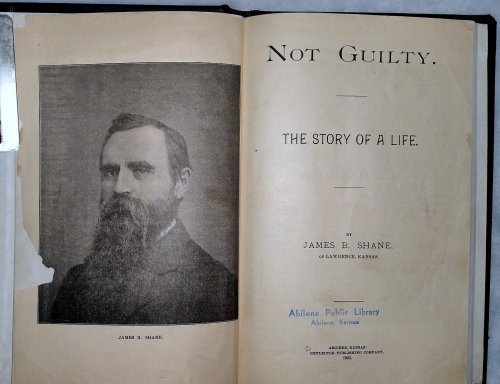 JAMES B. SHANE.
NOT GUILTY.
THE STORY OF A LIFE.
BY
JAMES B. SHANE.
OF LAWRENCE, KANSAS.
Abilene Public Library
Abilene, Kansas
ABILENE, KANSAS
REFLECTOR PUBLISHING COMPANY.